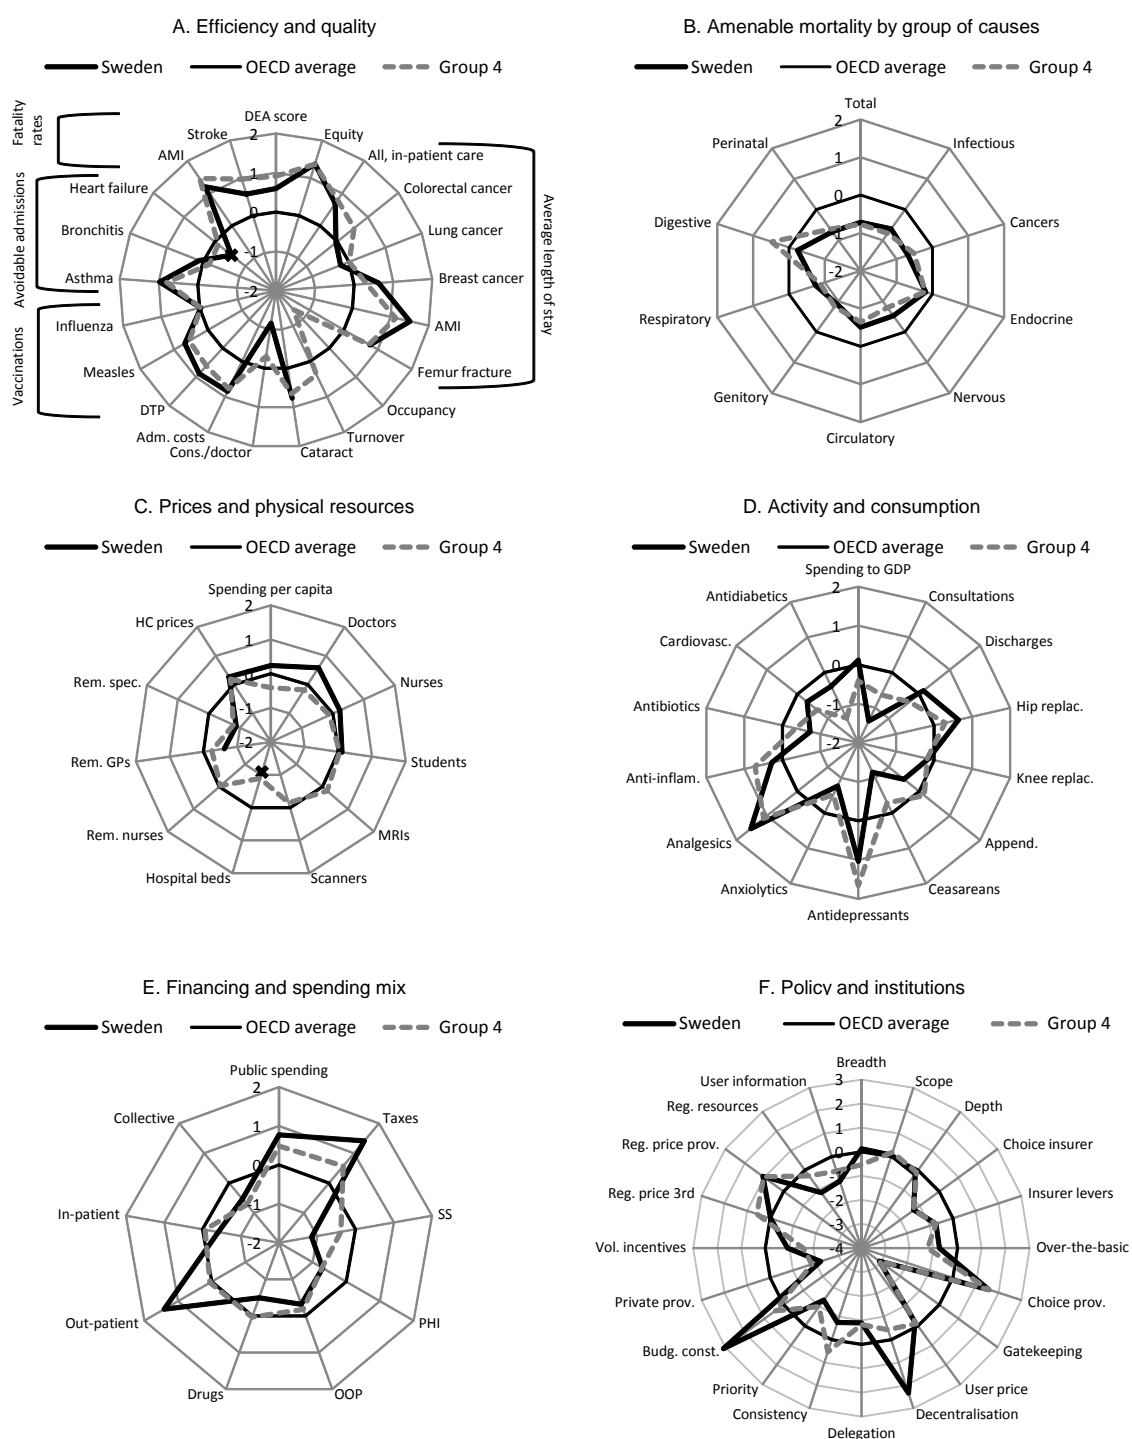 A. Efficiency and quality
Sweden OECD average Group 4
Fatality
rates
Avoidable admissions
Vaccinations
Average length of stay
DEA score
Equity
All, in-patient care
Colorectal cancer
Lung cancer
Breast cancer
AMI
Femur fracture
Occupancy
Turnover
Cataract
Cons./doctor
Adm. costs
DTP
Measles
Influenza
Asthma
Bronchitis
Heart failure
AMI
Stroke
2
1
0
-1
-2
B. Amenable mortality by group of causes
Sweden OECD average Group 4
Total
Infectious
Cancers
Endocrine
Nervous
Circulatory
Genitory
Respiratory
Digestive
Perinatal
2
1
0
-1
-2
C. Prices and physical resources
Sweden OECD average Group 4
Spending per capita
Doctors
Nurses
Students
MRIs
Scanners
Hospital beds
Rem. nurses
Rem. GPs
Rem. spec.
HC prices
2
1
0
-1
-2
D. Activity and consumption
Sweden OECD average Group 4
Spending to GDP
Consultations
Discharges
Hip replac.
Knee replac.
Append.
Ceasareans
Antidepressants
Anxiolytics
Analgesics
Anti-inflam.
Antibiotics
Cardiovasc.
Antidiabetics
2
1
0
-1
-2
E. Financing and spending mix
Sweden OECD average Group 4
Public spending
Taxes
SS
PHI
OOP
Drugs
Out-patient
In-patient
Collective
2
1
0
-1
-2
F. Policy and institutions
Sweden OECD average Group 4
Breadth
Scope
Depth
Choice insurer
Insurer levers
Over-the-basic
Choice prov.
Gatekeeping
User price
Decentralisation
Delegation
Consistency
Priority
Budg. const.
Private prov.
Vol. incentives
Reg. price 3rd
Reg. price prov.
Reg. resources
User information
3
2
1
0
-1
-2
-3
-4